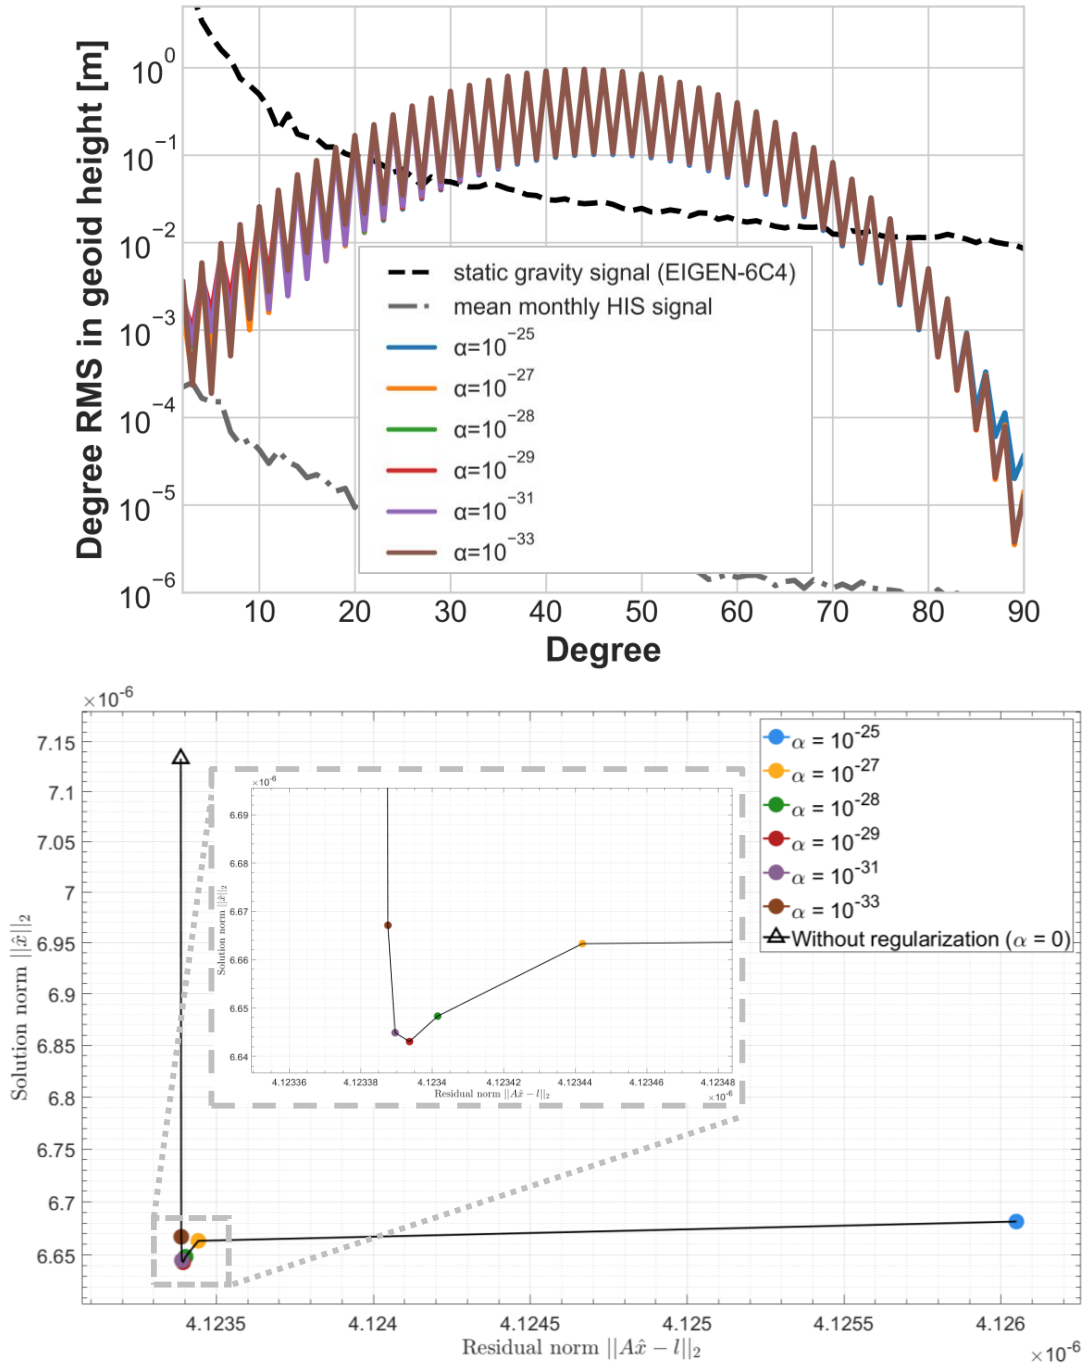 Degree RMS in geoid height [m]
10⁰
10⁻¹
10⁻²
10⁻³
10⁻⁴
10⁻⁵
10⁻⁶
static gravity signal (EIGEN-6C4)
mean monthly HIS signal
α=10⁻²⁵
α=10⁻²⁷
α=10⁻²⁸
α=10⁻²⁹
α=10⁻³¹
α=10⁻³³
10 20 30 40 50 60 70 80 90
Degree
×10⁻⁶
Solution norm ||x̂||₂
7.15
7.1
7.05
7
6.95
6.9
6.85
6.8
6.75
6.7
6.65
α = 10⁻²⁵
α = 10⁻²⁷
α = 10⁻²⁸
α = 10⁻²⁹
α = 10⁻³¹
α = 10⁻³³
Without regularization (α = 0)
×10⁻⁶
Solution norm ||x̂||₂
6.69
6.68
6.67
6.66
6.65
6.64
4.12336 4.12338 4.1234 4.12342 4.12344 4.12346 4.12348
Residual norm ||Ax̂ − l||₂
×10⁻⁶
4.1235 4.124 4.1245 4.125 4.1255 4.126
Residual norm ||Ax̂ − l||₂
×10⁻⁶